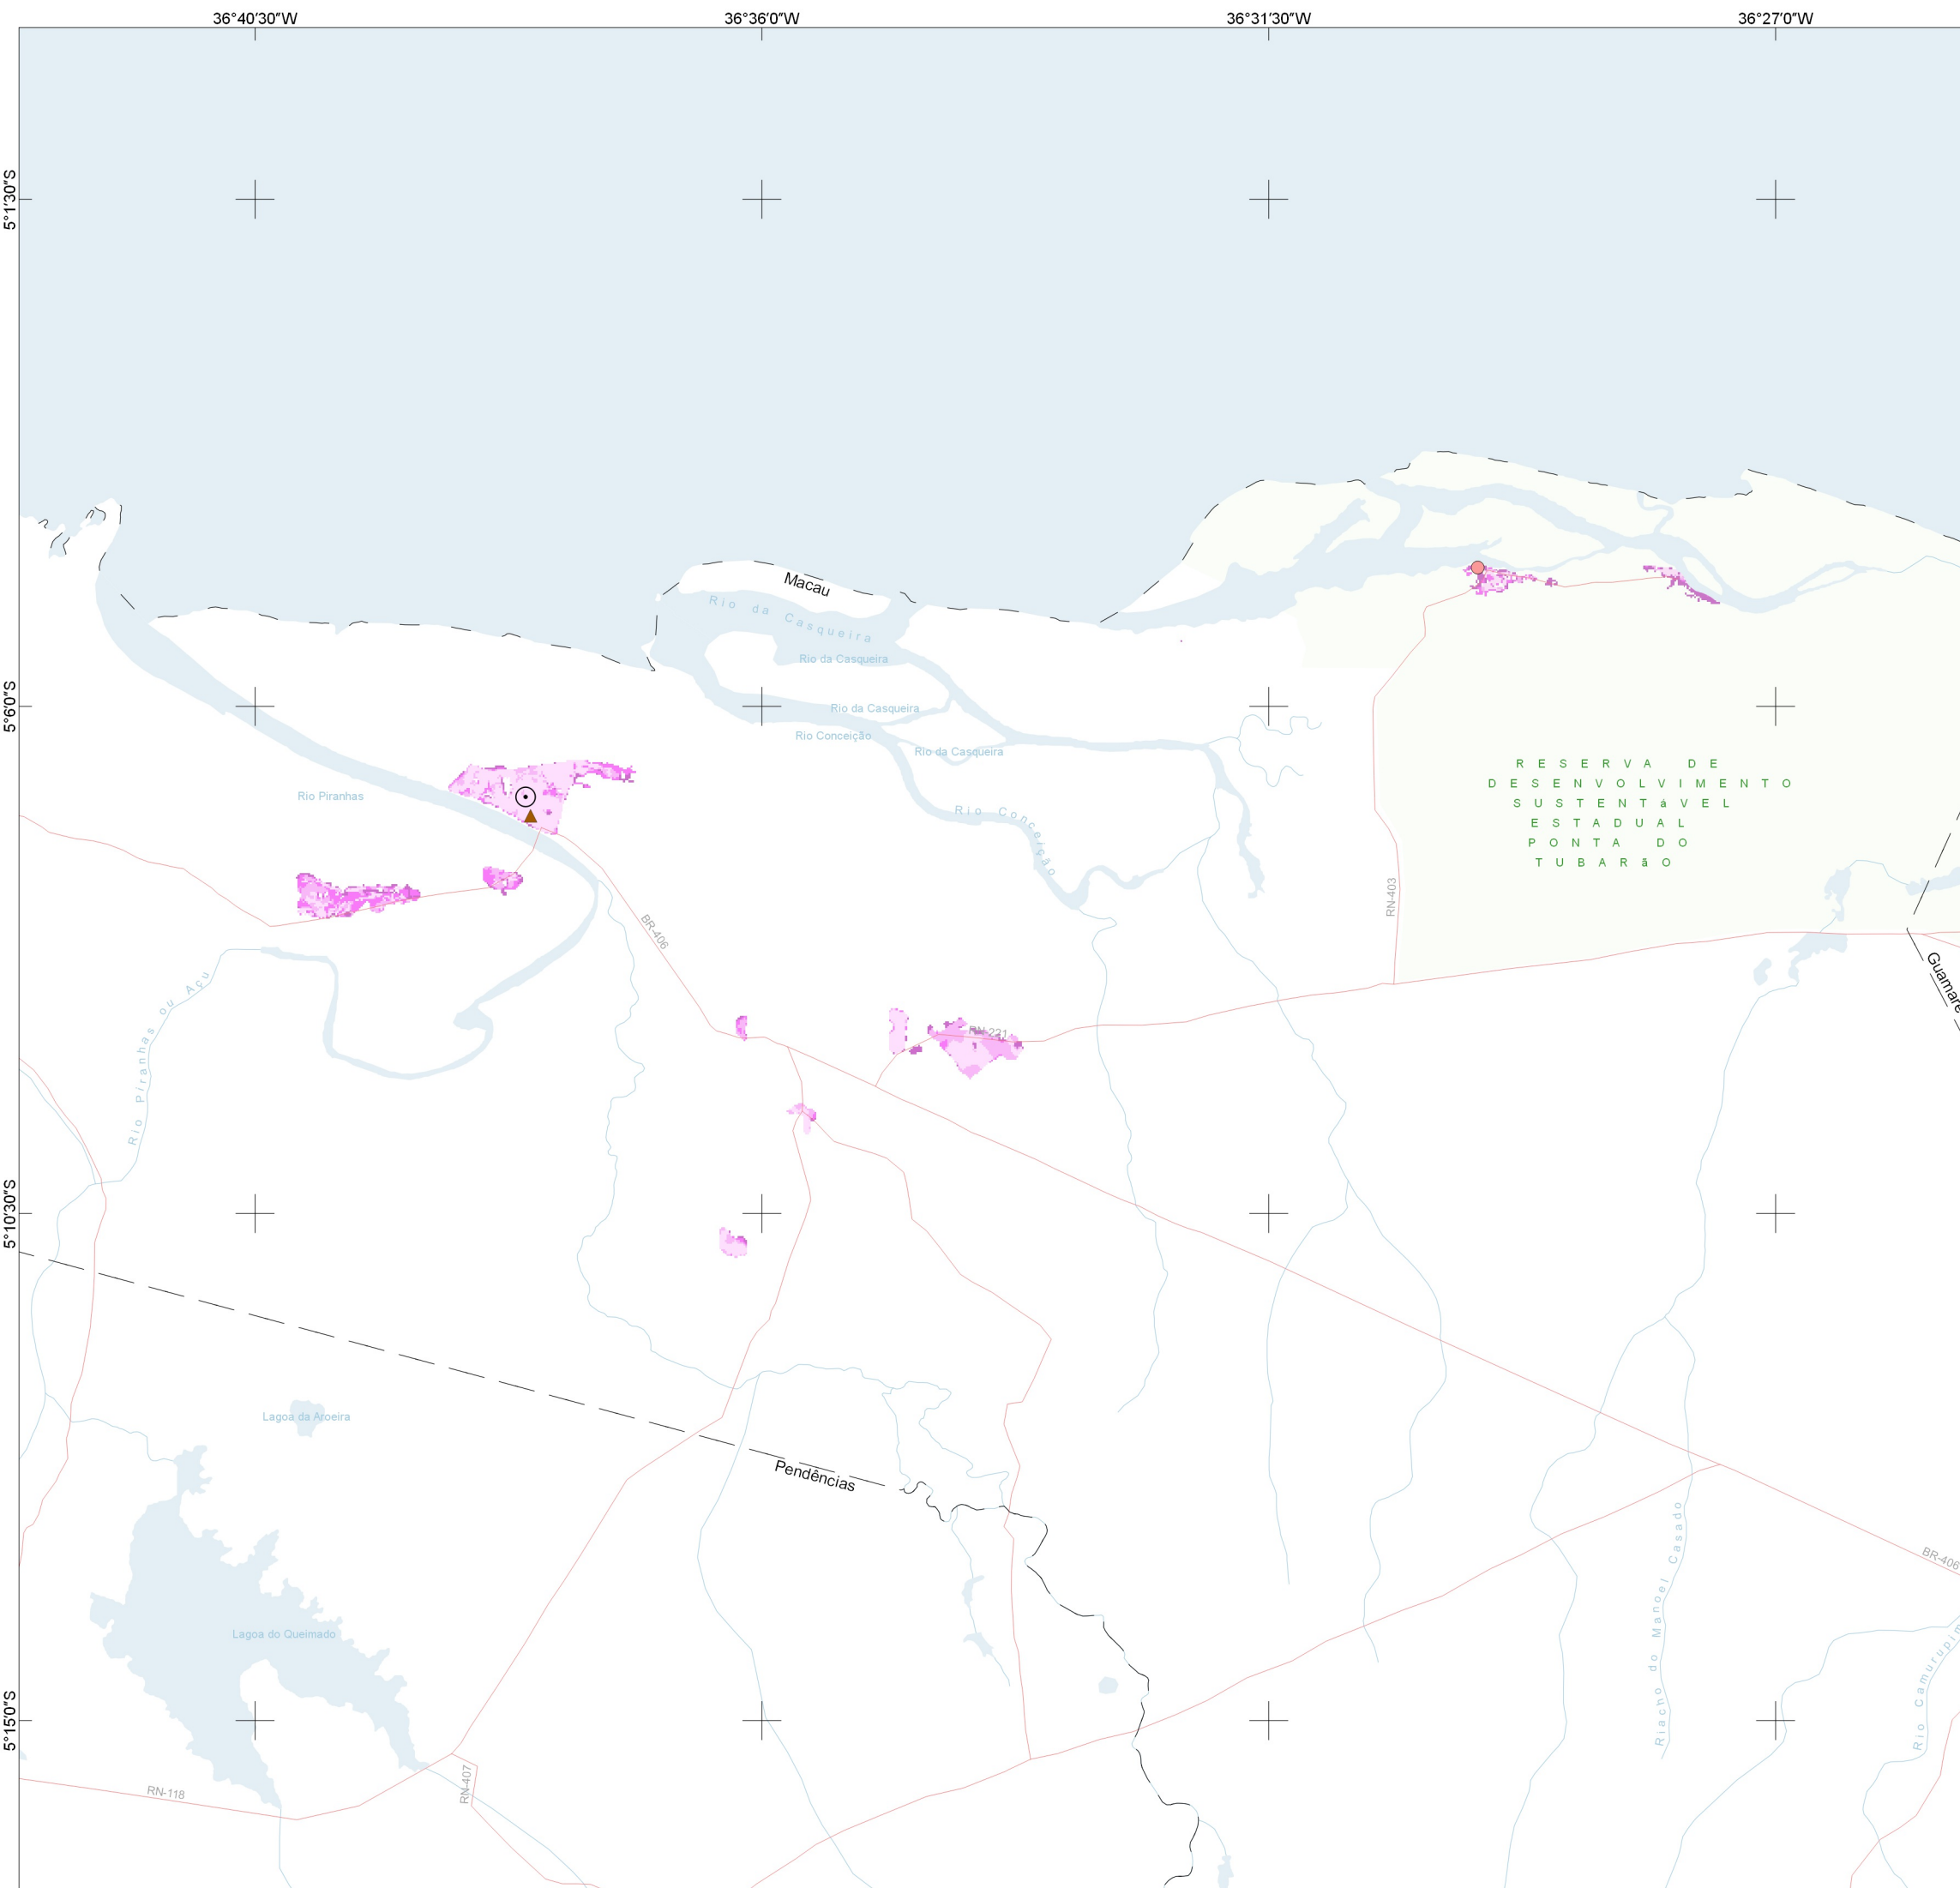 36°40'30"W
36°36'0"W
36°31'30"W
36°27'0"W
5°1'30"S
Macau
Rio da Casqueira
Rio da Casqueira
5°6'0"S
Rio da Casqueira
Rio Conceição
Rio da Casqueira
RESERVA DE
DESENVOLVIMENTO
SUSTENTáVEL
ESTADUAL
PONTA DO
TUBARãO
Rio Piranhas
Rio Conceição
RN-403
BR-406
Guamaré
Rio Piranhas ou Açu
RN-221
5°10'30"S
Lagoa da Aroeira
Pendências
BR-406
Riacho do Manoel Casado
Lagoa do Queimado
5°15'0"S
RN-118
RN-407